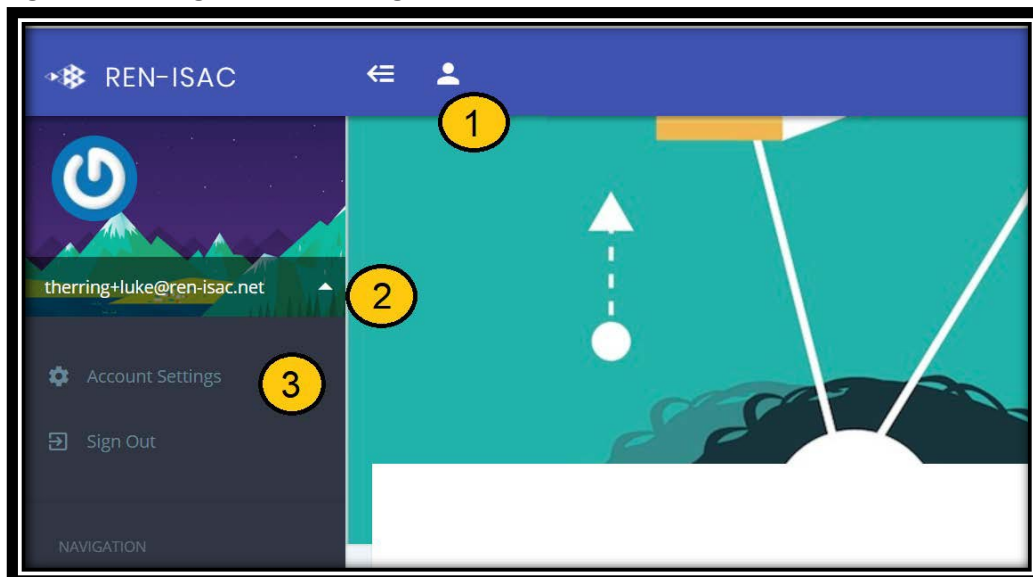 REN-ISAC
1
therring+luke@ren-isac.net
2
Account Settings
3
Sign Out
NAVIGATION